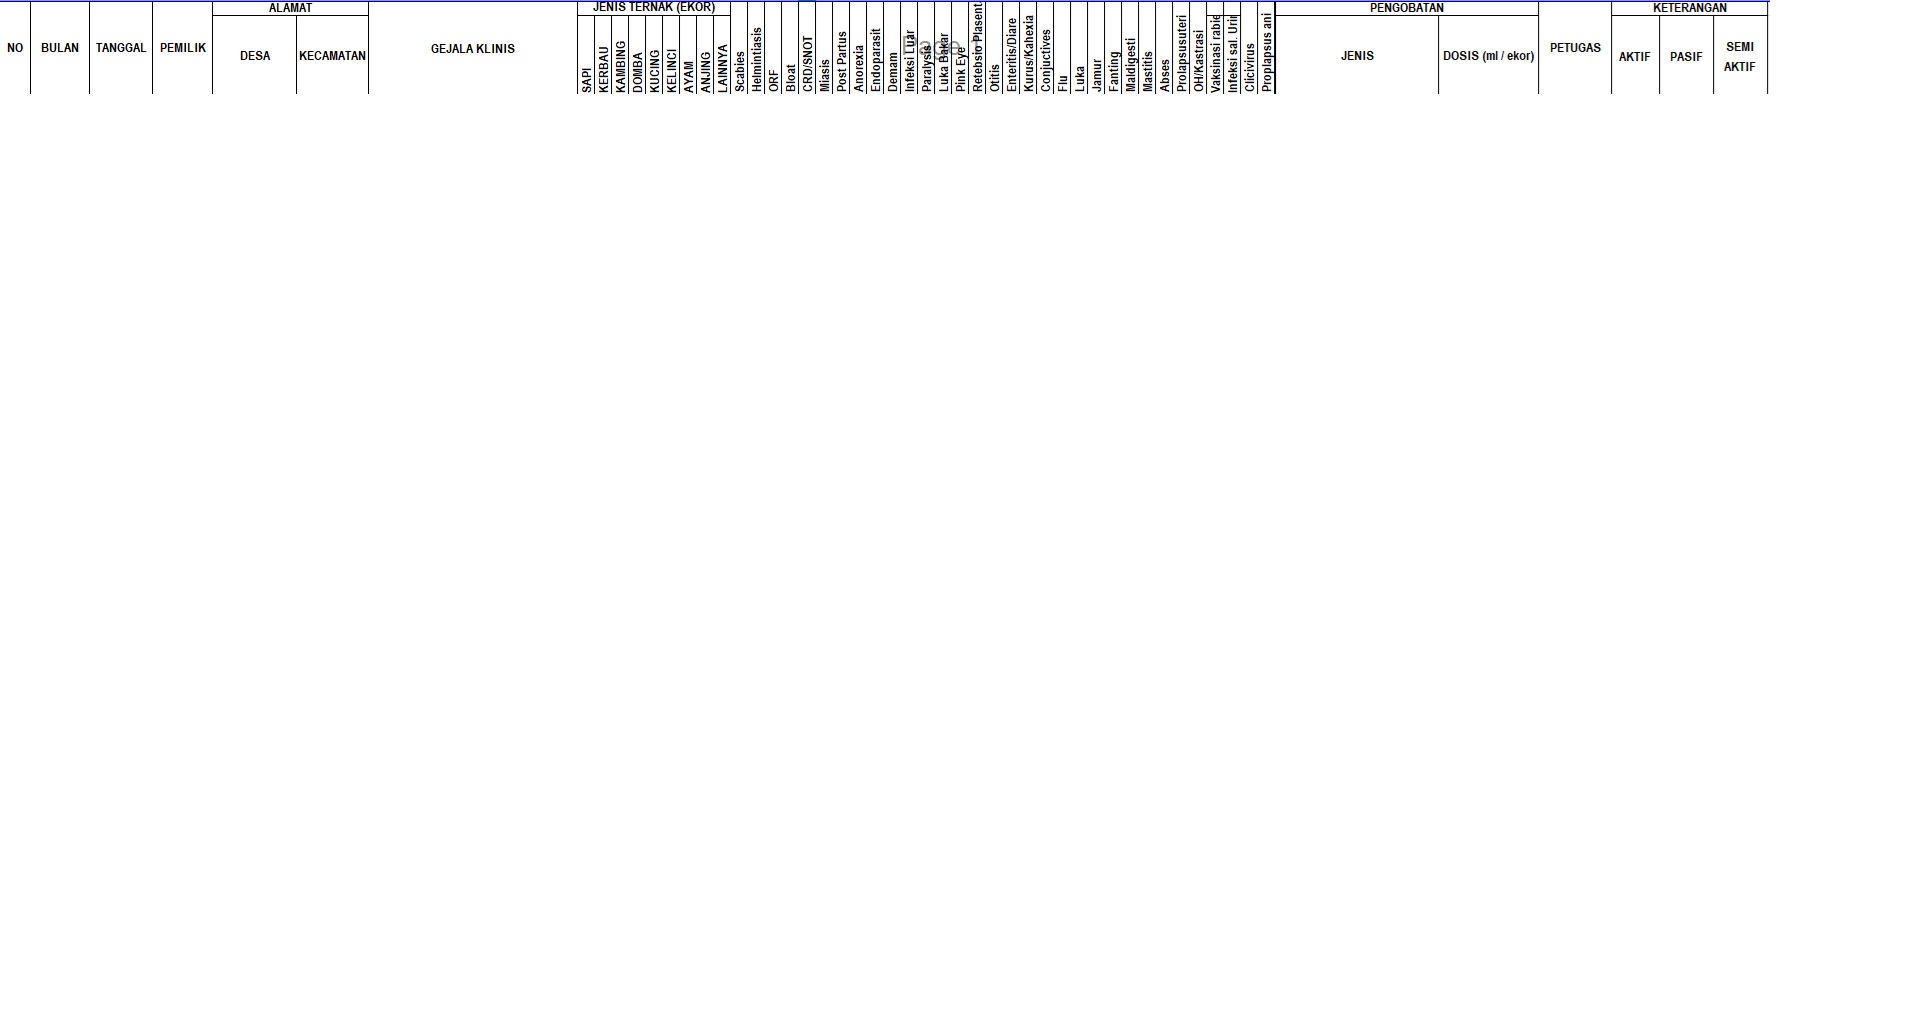 NO
BULAN
TANGGAL
PEMILIK
ALAMAT
DESA
KECAMATAN
GEJALA KLINIS
JENIS TERNAK (EKOR)
SAPI
KERBAU
KAMBING
DOMBA
KUCING
KELINCI
AYAM
ANJING
LAINNYA
Scabies
Helmintiasis
ORF
Bloat
CRD/SNOT
Miasis
Post Partus
Anorexia
Endoparasit
Demam
Infeksi Luar
Paralysis
Luka Bakar
Pink Eye
Retebsnio Plasent
Otitis
Enteritis/Diare
Kurus/Kahexia
Conjuctives
Flu
Luka
Jamur
Fanting
Maldigesti
Mastitis
Abses
Prolapsusuteri
OH/Kastrasi
Vaksinasi rabie
Infeksi sal. Urin
Clicivirus
Proplapsus ani
PENGOBATAN
JENIS
DOSIS (ml / ekor)
PETUGAS
KETERANGAN
AKTIF
PASIF
SEMI
AKTIF